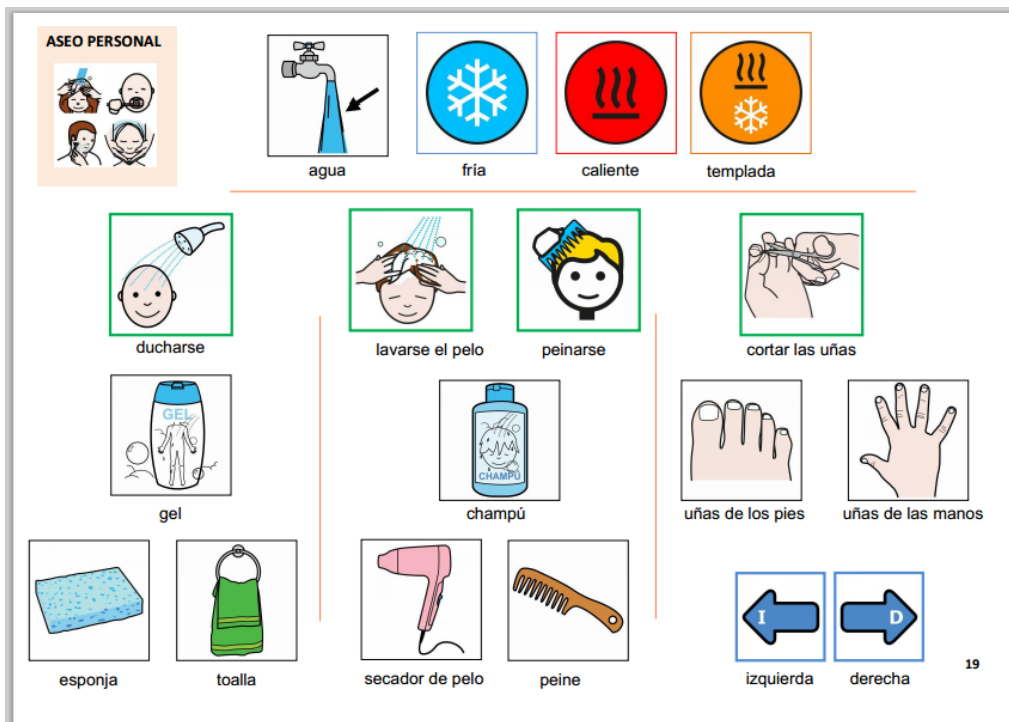 ASEO PERSONAL
agua
fría
caliente
templada
ducharse
lavarse el pelo
peinarse
cortar las uñas
GEL
CHAMPÚ
gel
champú
uñas de los pies
uñas de las manos
I
D
esponja
toalla
secador de pelo
peine
izquierda
derecha
19